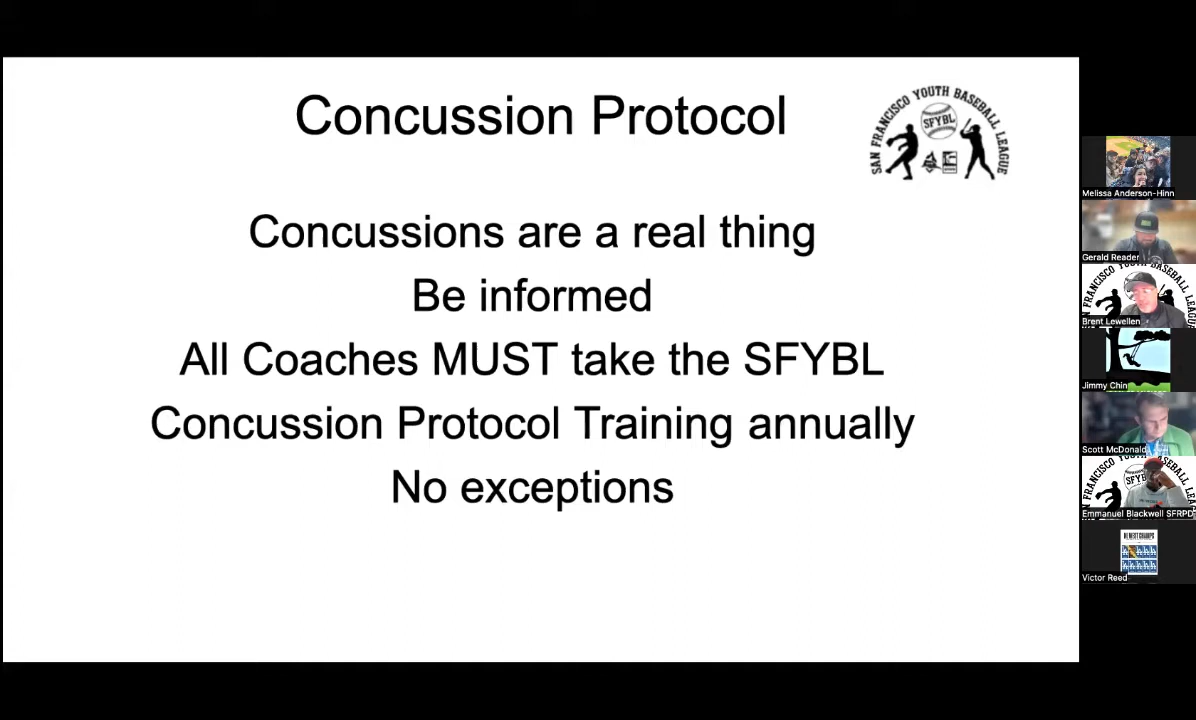 Concussion Protocol
SAN FRANCISCO YOUTH BASEBALL LEAGUE
SFYBL
Concussions are a real thing
Be informed
All Coaches MUST take the SFYBL
Concussion Protocol Training annually
No exceptions
Melissa Anderson-Hinn
Gerald Reader
Brent Lewellen
Jimmy Chin
Scott McDonald
Emmanuel Blackwell SFRPD
Victor Reed